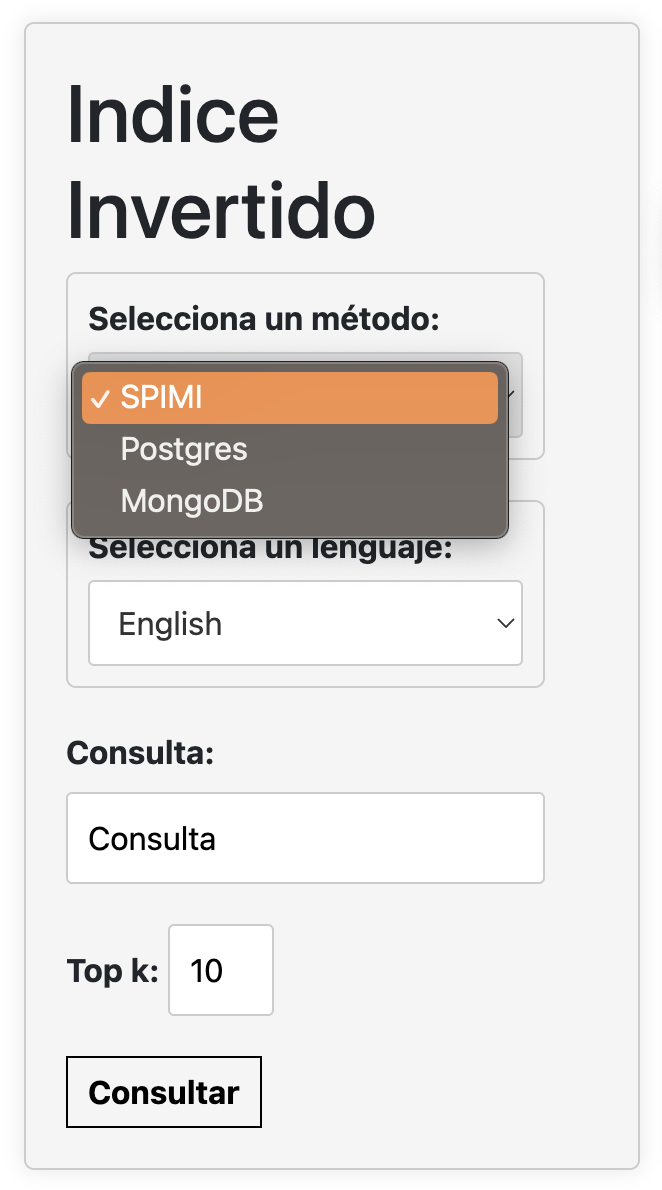 Indice
Invertido
Selecciona un método:
✓ SPIMI
Postgres
MongoDB
Selecciona un lenguaje:
English
Consulta:
Consulta
Top k: 10
Consultar